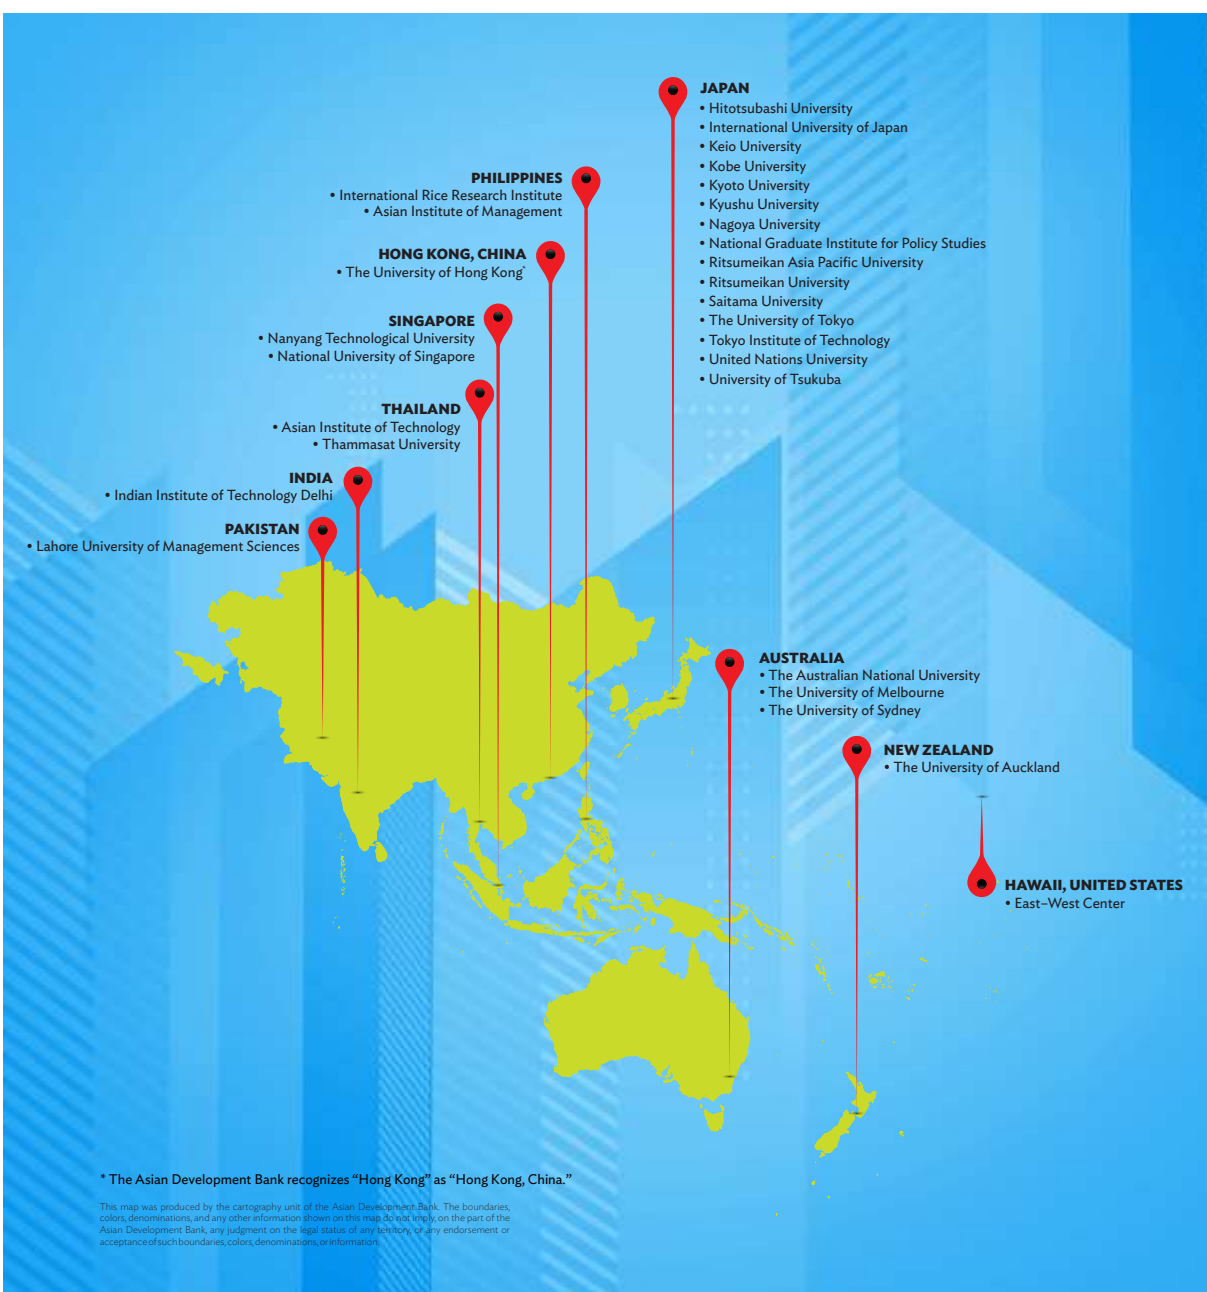 JAPAN
• Hitotsubashi University
• International University of Japan
• Keio University
• Kobe University
• Kyoto University
• Kyushu University
• Nagoya University
• National Graduate Institute for Policy Studies
• Ritsumeikan Asia Pacific University
• Ritsumeikan University
• Saitama University
• The University of Tokyo
• Tokyo Institute of Technology
• United Nations University
• University of Tsukuba
PHILIPPINES
• International Rice Research Institute
• Asian Institute of Management
HONG KONG, CHINA
• The University of Hong Kong*
SINGAPORE
• Nanyang Technological University
• National University of Singapore
THAILAND
• Asian Institute of Technology
• Thammasat University
INDIA
• Indian Institute of Technology Delhi
PAKISTAN
• Lahore University of Management Sciences
AUSTRALIA
• The Australian National University
• The University of Melbourne
• The University of Sydney
NEW ZEALAND
• The University of Auckland
HAWAII, UNITED STATES
• East–West Center
* The Asian Development Bank recognizes “Hong Kong” as “Hong Kong, China.”
This map was produced by the cartography unit of the Asian Development Bank. The boundaries,
colors, denominations, and any other information shown on this map do not imply, on the part of the
Asian Development Bank, any judgment on the legal status of any territory, or any endorsement or
acceptance of such boundaries, colors, denominations, or information.